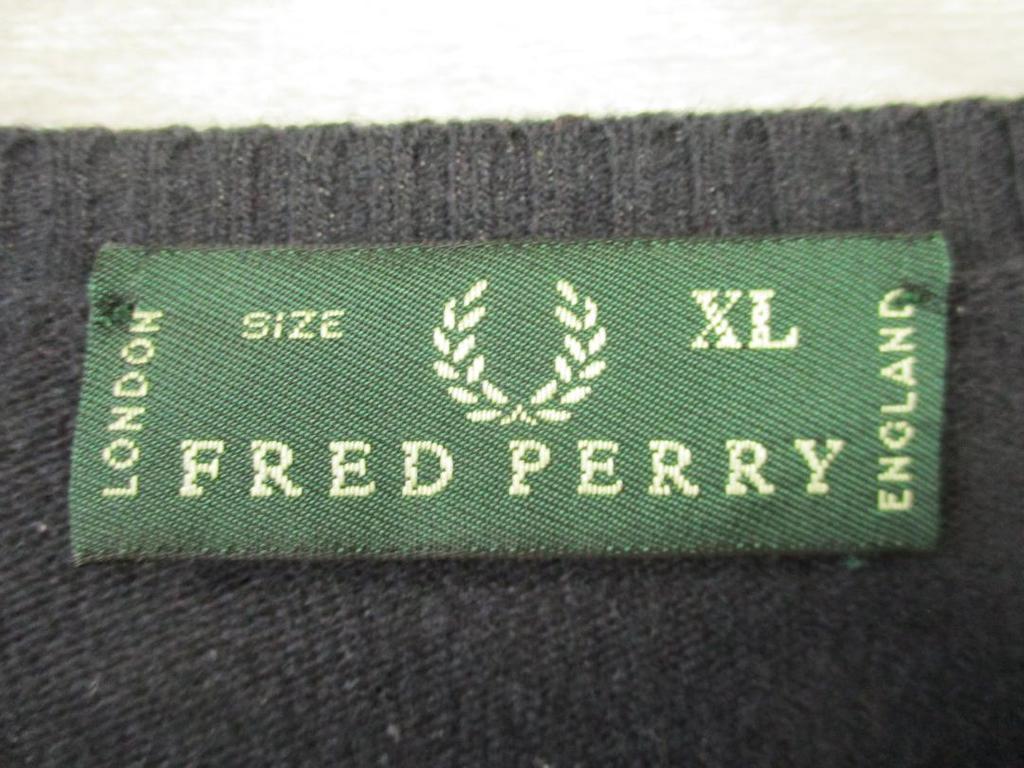 LONDON
SIZE XL
FRED PERRY
ENGLAND